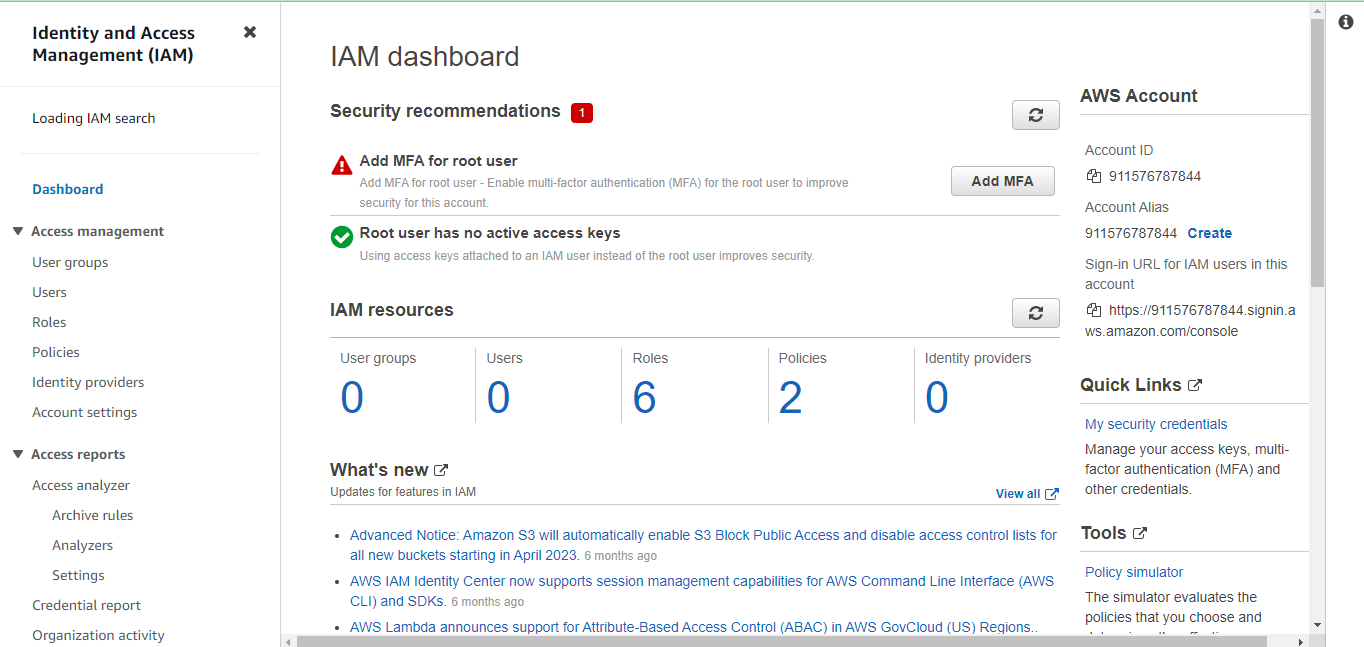 Identity and Access
Management (IAM)
Loading IAM search
Dashboard
Access management
User groups
Users
Roles
Policies
Identity providers
Account settings
Access reports
Access analyzer
Archive rules
Analyzers
Settings
Credential report
Organization activity
IAM dashboard
Security recommendations 1
Add MFA for root user
Add MFA for root user - Enable multi-factor authentication (MFA) for the root user to improve
security for this account.
Add MFA
Root user has no active access keys
Using access keys attached to an IAM user instead of the root user improves security.
IAM resources
User groups
0
Users
0
Roles
6
Policies
2
Identity providers
0
What's new
Updates for features in IAM
View all
Advanced Notice: Amazon S3 will automatically enable S3 Block Public Access and disable access control lists for
all new buckets starting in April 2023. 6 months ago
AWS IAM Identity Center now supports session management capabilities for AWS Command Line Interface (AWS
CLI) and SDKs. 6 months ago
AWS Lambda announces support for Attribute-Based Access Control (ABAC) in AWS GovCloud (US) Regions..
AWS Account
Account ID
911576787844
Account Alias
911576787844 Create
Sign-in URL for IAM users in this
account
https://911576787844.signin.a
ws.amazon.com/console
Quick Links
My security credentials
Manage your access keys, multi-
factor authentication (MFA) and
other credentials.
Tools
Policy simulator
The simulator evaluates the
policies that you choose and